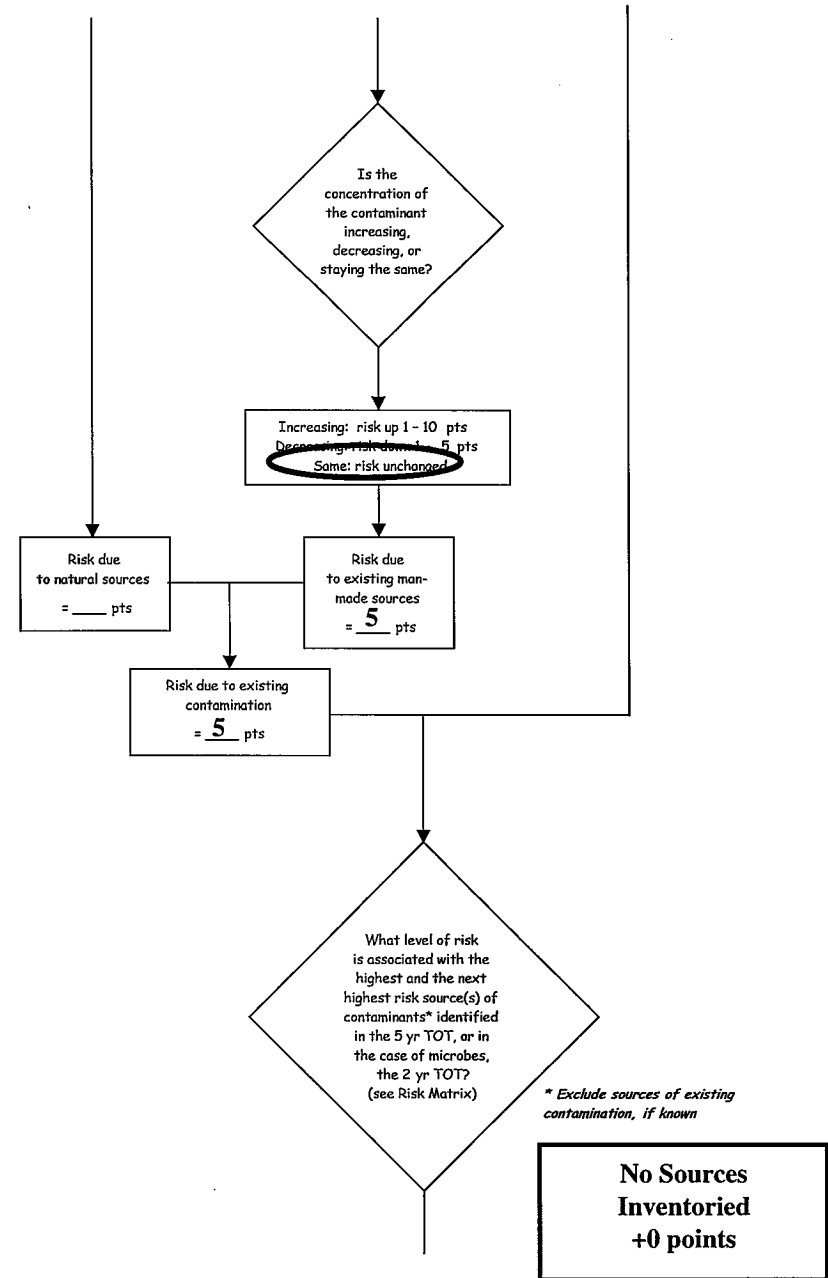 Is the
concentration of
the contaminant
increasing,
decreasing, or
staying the same?
Increasing: risk up 1 - 10 pts
Decreasing: risk down 1 - 5 pts
Same: risk unchanged
Risk due
to natural sources
= ____ pts
Risk due
to existing man-
made sources
= 5 pts
Risk due to existing
contamination
= 5 pts
What level of risk
is associated with the
highest and the next
highest risk source(s) of
contaminants* identified
in the 5 yr TOT, or in
the case of microbes,
the 2 yr TOT?
(see Risk Matrix)
* Exclude sources of existing
contamination, if known
No Sources
Inventoried
+0 points